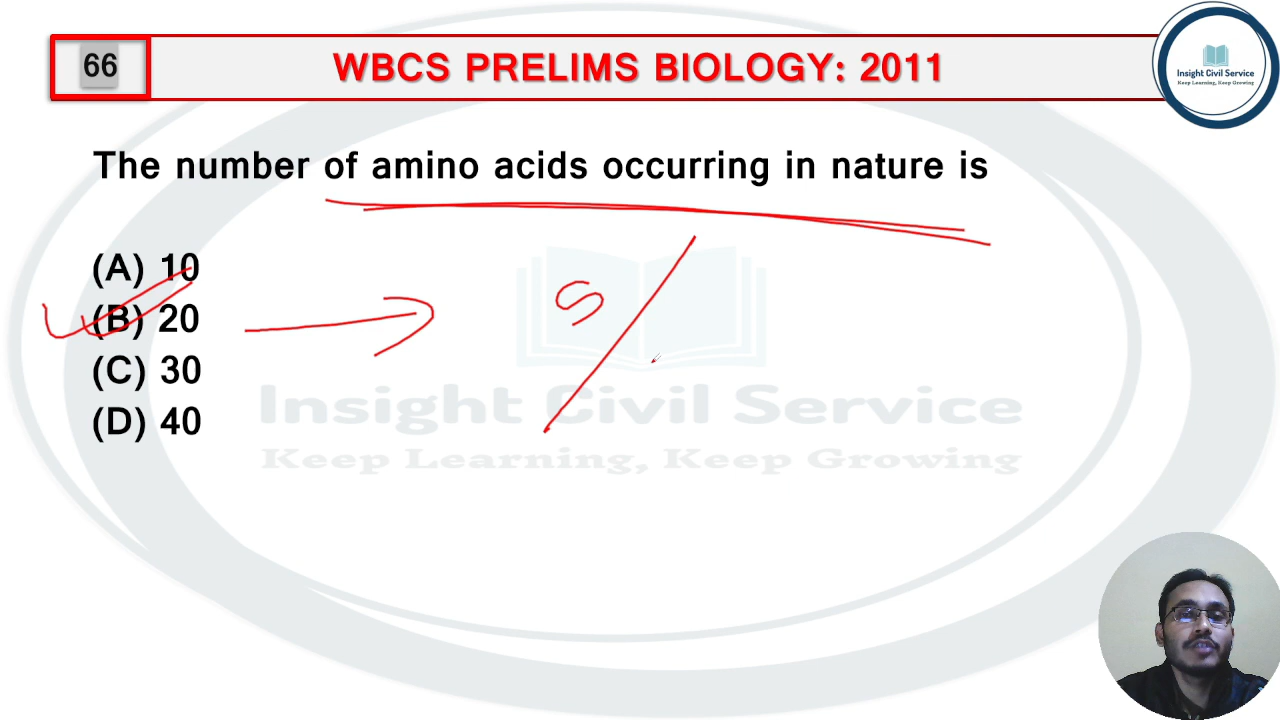 66
WBCS PRELIMS BIOLOGY: 2011
Insight Civil Service
Keep Learning, Keep Growing
The number of amino acids occurring in nature is
(A) 10
(B) 20
(C) 30
(D) 40
Insight Civil Service
Keep Learning, Keep Growing